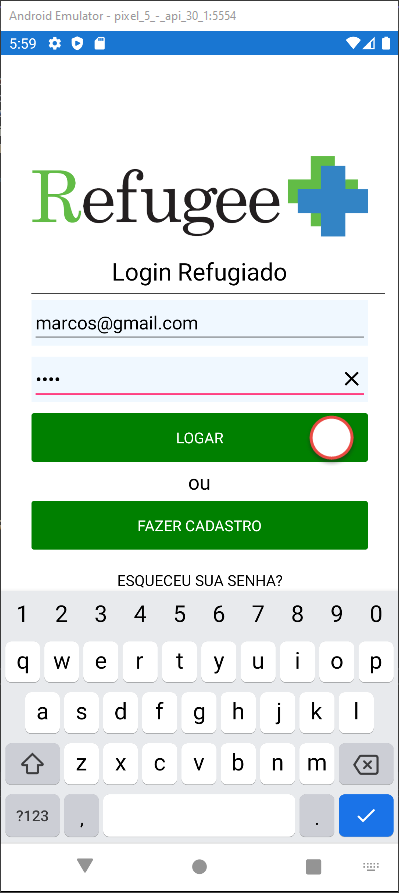 Android Emulator - pixel_5_-_api_30_1:5554
5:59
Refugee
Login Refugiado
marcos@gmail.com
••••
LOGAR
ou
FAZER CADASTRO
ESQUECEU SUA SENHA?
1 2 3 4 5 6 7 8 9 0
q w e r t y u i o p
a s d f g h j k l
z x c v b n m
?123 , .